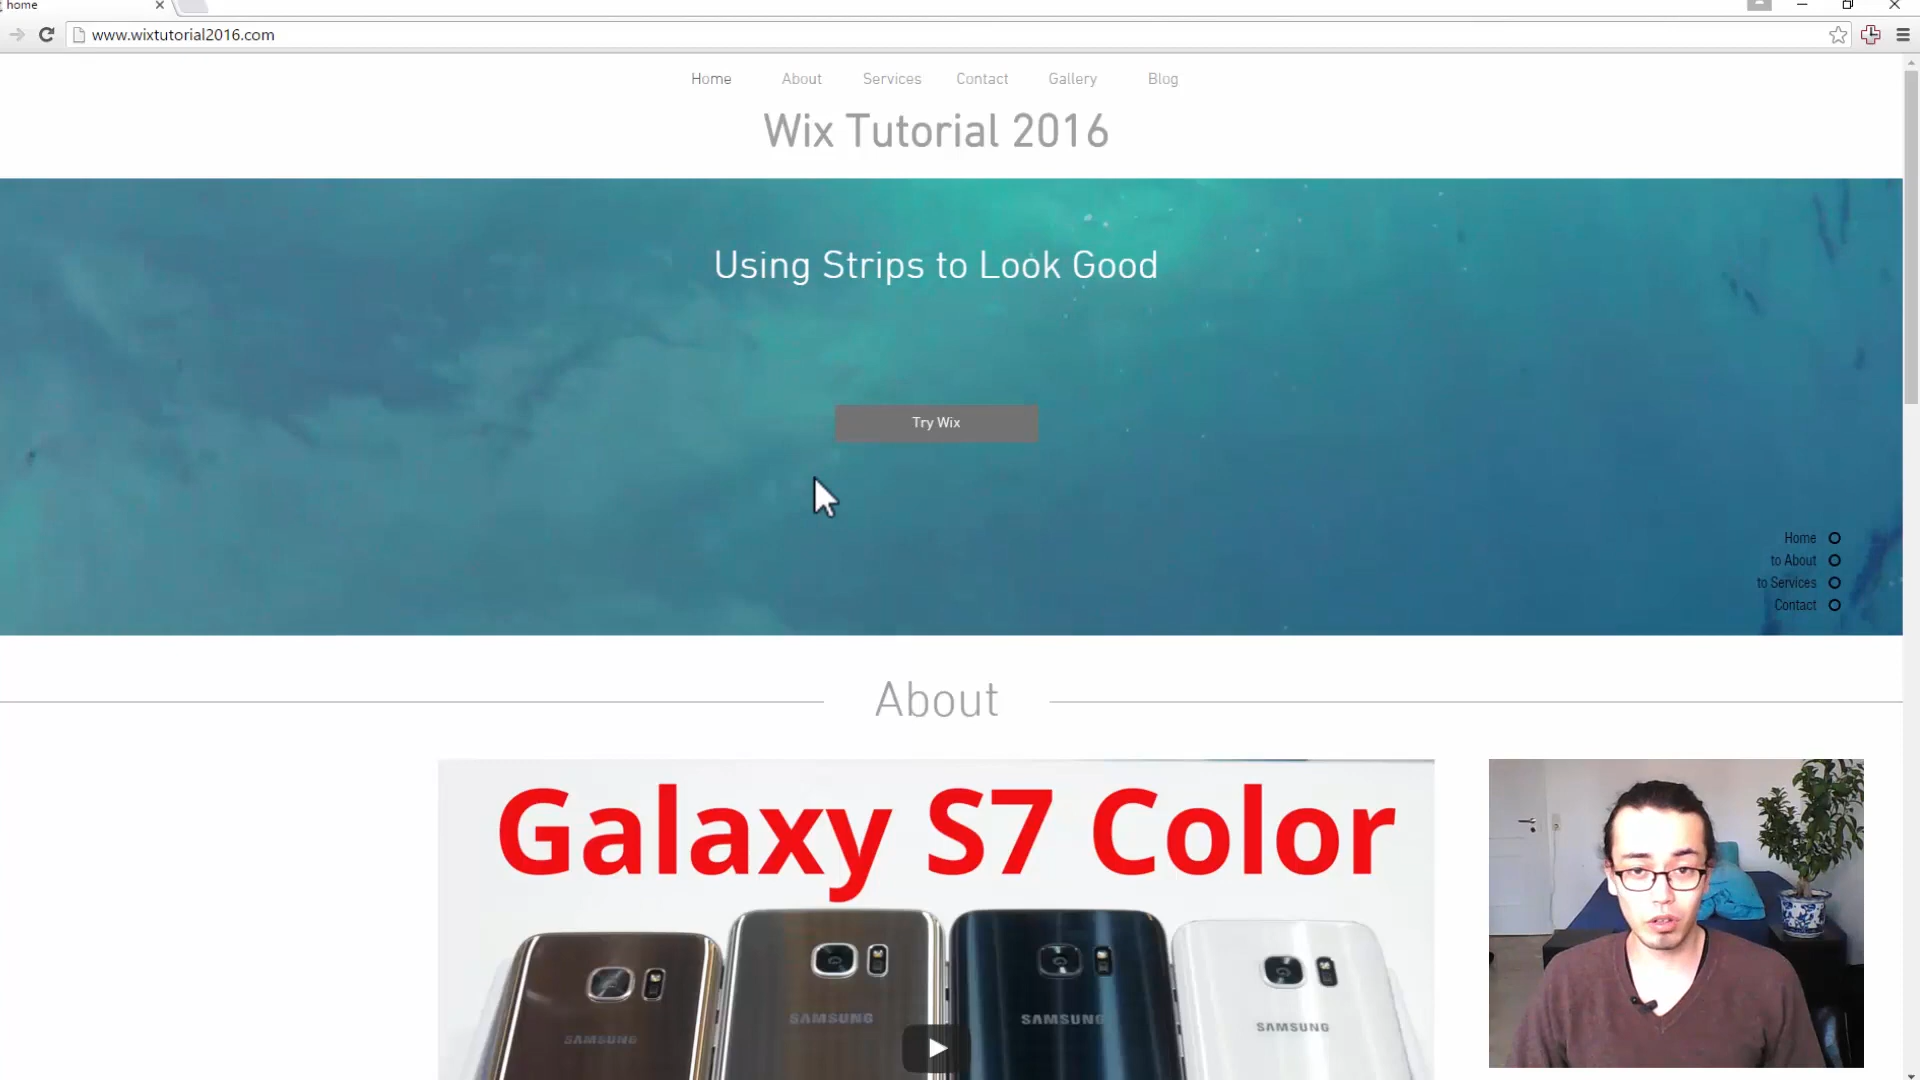 home
www.wixtutorial2016.com
Home About Services Contact Gallery Blog
Wix Tutorial 2016
Using Strips to Look Good
Try Wix
Home
to About
to Services
Contact
About
Galaxy S7 Color
SAMSUNG SAMSUNG SAMSUNG SAMSUNG